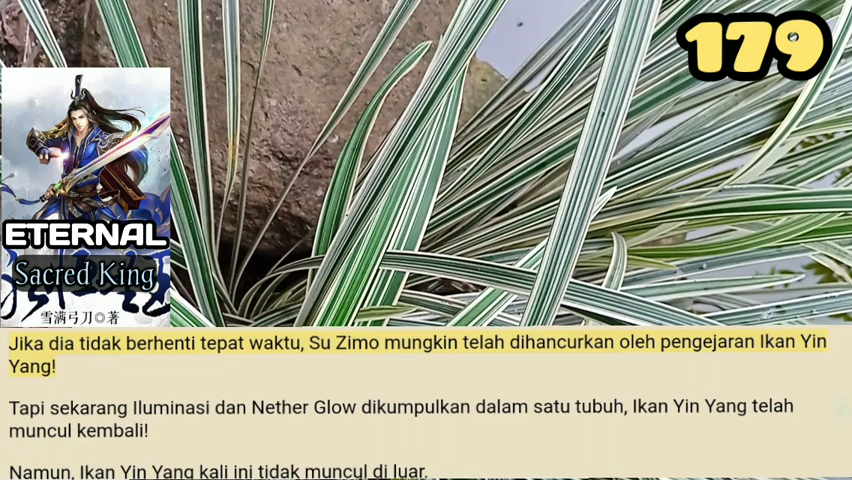 179
ETERNAL
Sacred King
雪满弓刀◎著
Jika dia tidak berhenti tepat waktu, Su Zimo mungkin telah dihancurkan oleh pengejaran Ikan Yin
Yang!
Tapi sekarang Iluminasi dan Nether Glow dikumpulkan dalam satu tubuh, Ikan Yin Yang telah
muncul kembali!
Namun, Ikan Yin Yang kali ini tidak muncul di luar.